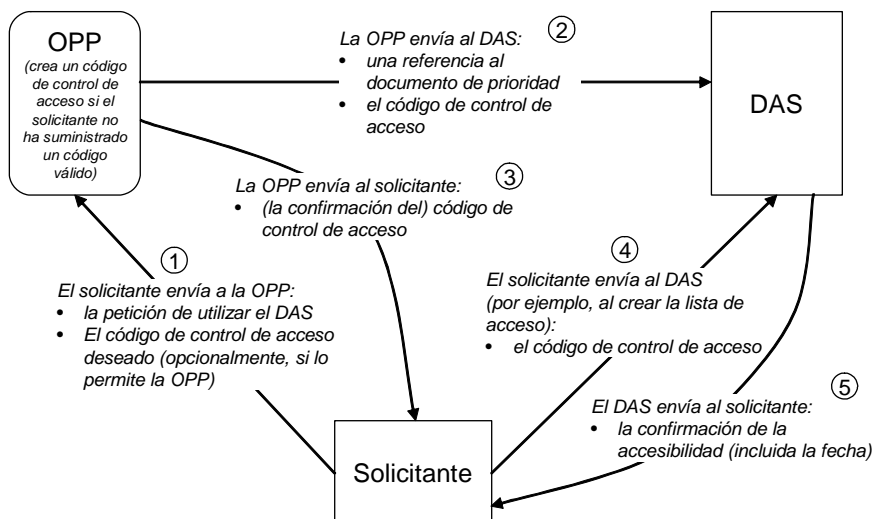 OPP
(crea un código
de control de
acceso si el
solicitante no
ha suministrado
un código
válido)
La OPP envía al DAS:
• una referencia al
documento de prioridad
• el código de control de
acceso
2
DAS
La OPP envía al solicitante:
• (la confirmación del) código de
control de acceso
3
1
El solicitante envía a la OPP:
• la petición de utilizar el DAS
• El código de control de acceso
deseado (opcionalmente, si lo
permite la OPP)
4
El solicitante envía al DAS
(por ejemplo, al crear la lista de
acceso):
• el código de control de acceso
5
El DAS envía al solicitante:
• la confirmación de la
accesibilidad (incluida la fecha)
Solicitante